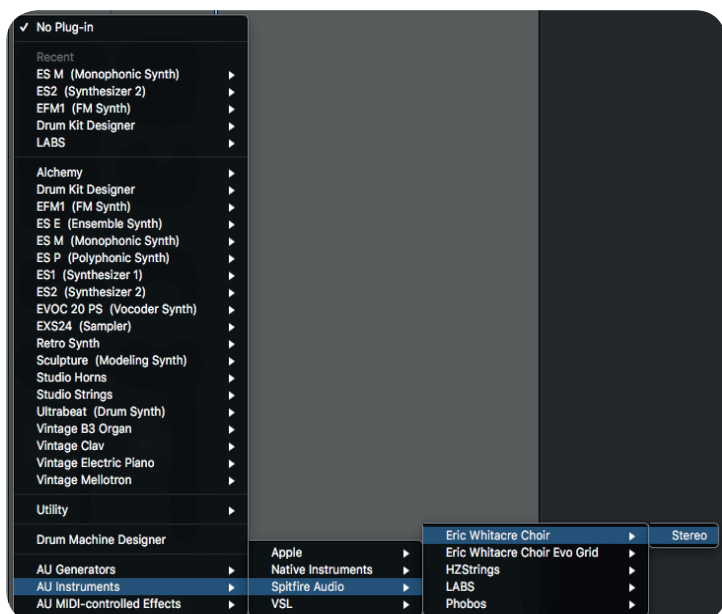 ✓ No Plug-in
Recent
ES M (Monophonic Synth)
ES2 (Synthesizer 2)
EFM1 (FM Synth)
Drum Kit Designer
LABS
Alchemy
Drum Kit Designer
EFM1 (FM Synth)
ES E (Ensemble Synth)
ES M (Monophonic Synth)
ES P (Polyphonic Synth)
ES1 (Synthesizer 1)
ES2 (Synthesizer 2)
EVOC 20 PS (Vocoder Synth)
EXS24 (Sampler)
Retro Synth
Sculpture (Modeling Synth)
Studio Horns
Studio Strings
Ultrabeat (Drum Synth)
Vintage B3 Organ
Vintage Clav
Vintage Electric Piano
Vintage Mellotron
Utility
Drum Machine Designer
AU Generators
AU Instruments
AU MIDI-controlled Effects
Apple
Native Instruments
Spitfire Audio
VSL
Eric Whitacre Choir
Eric Whitacre Choir Evo Grid
HZStrings
LABS
Phobos
Stereo